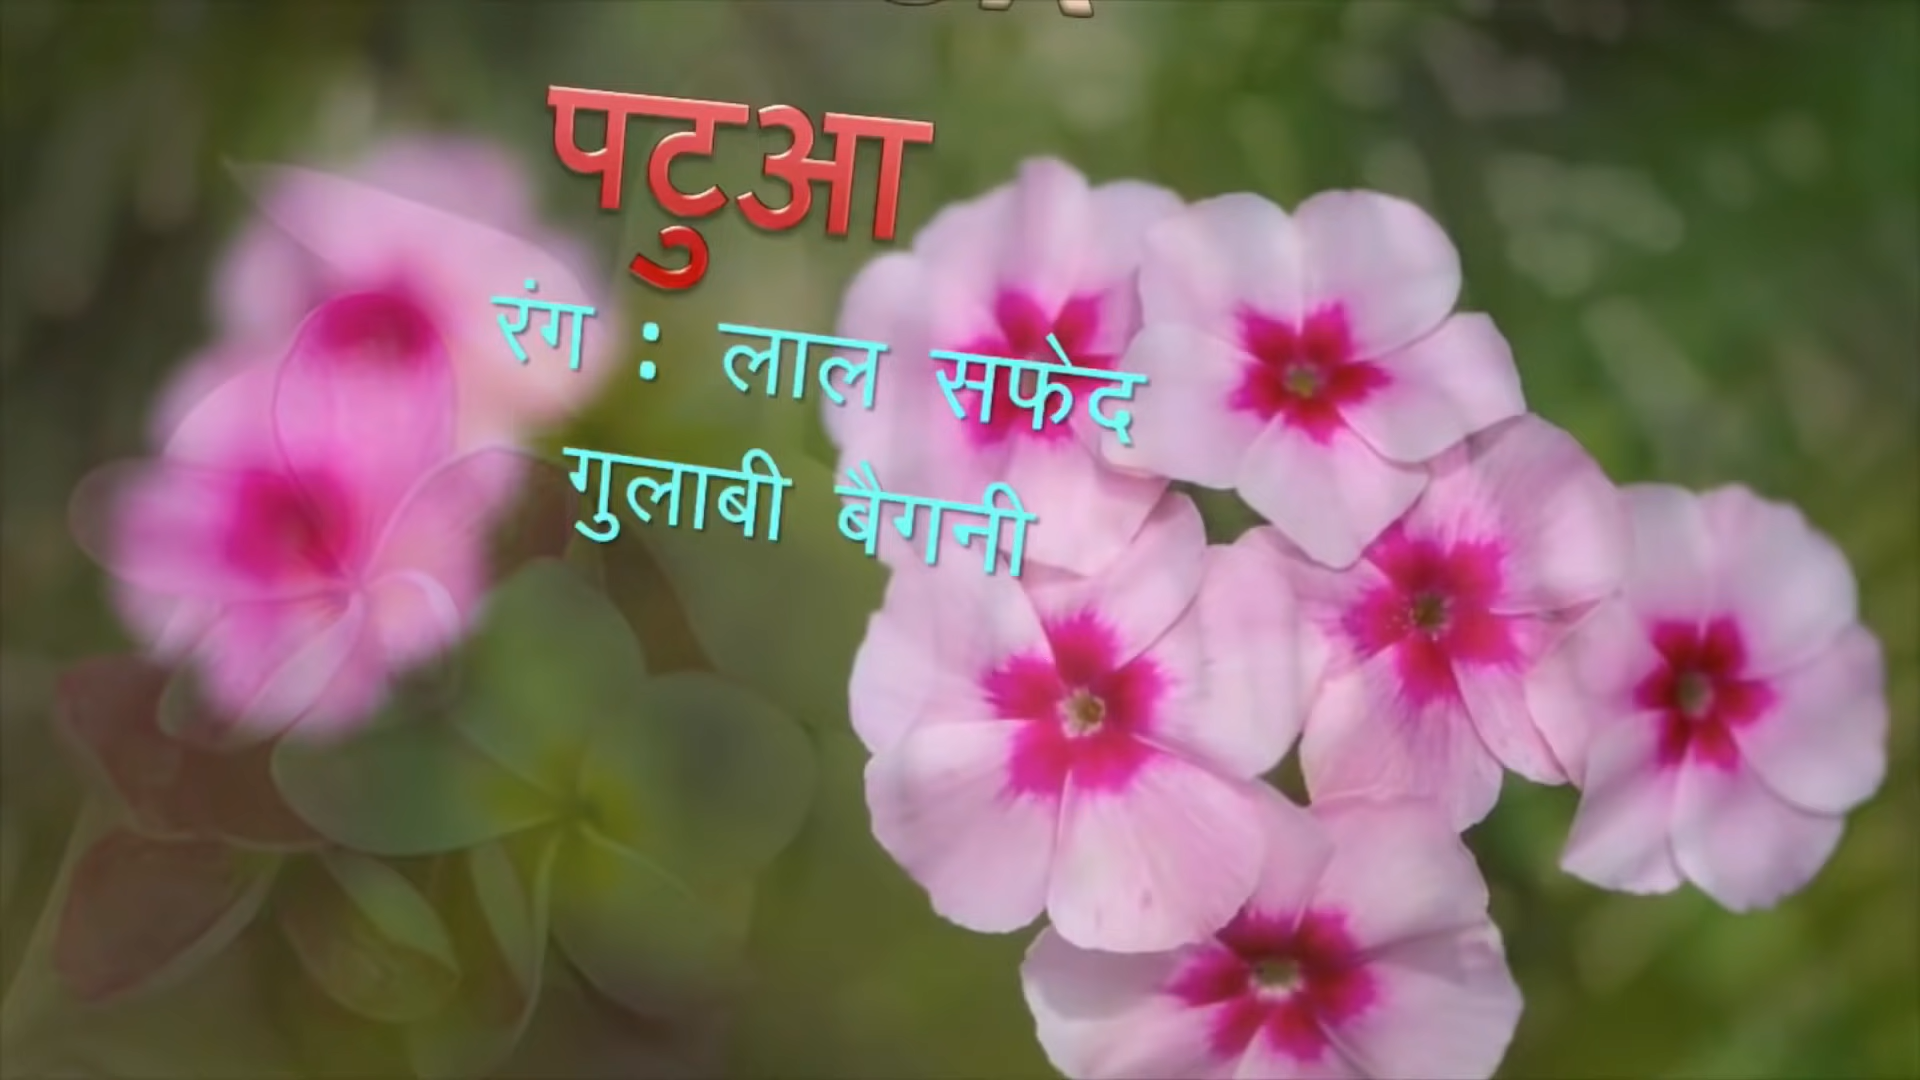 पटुआ
रंग : लाल सफेद
गुलाबी बैगनी